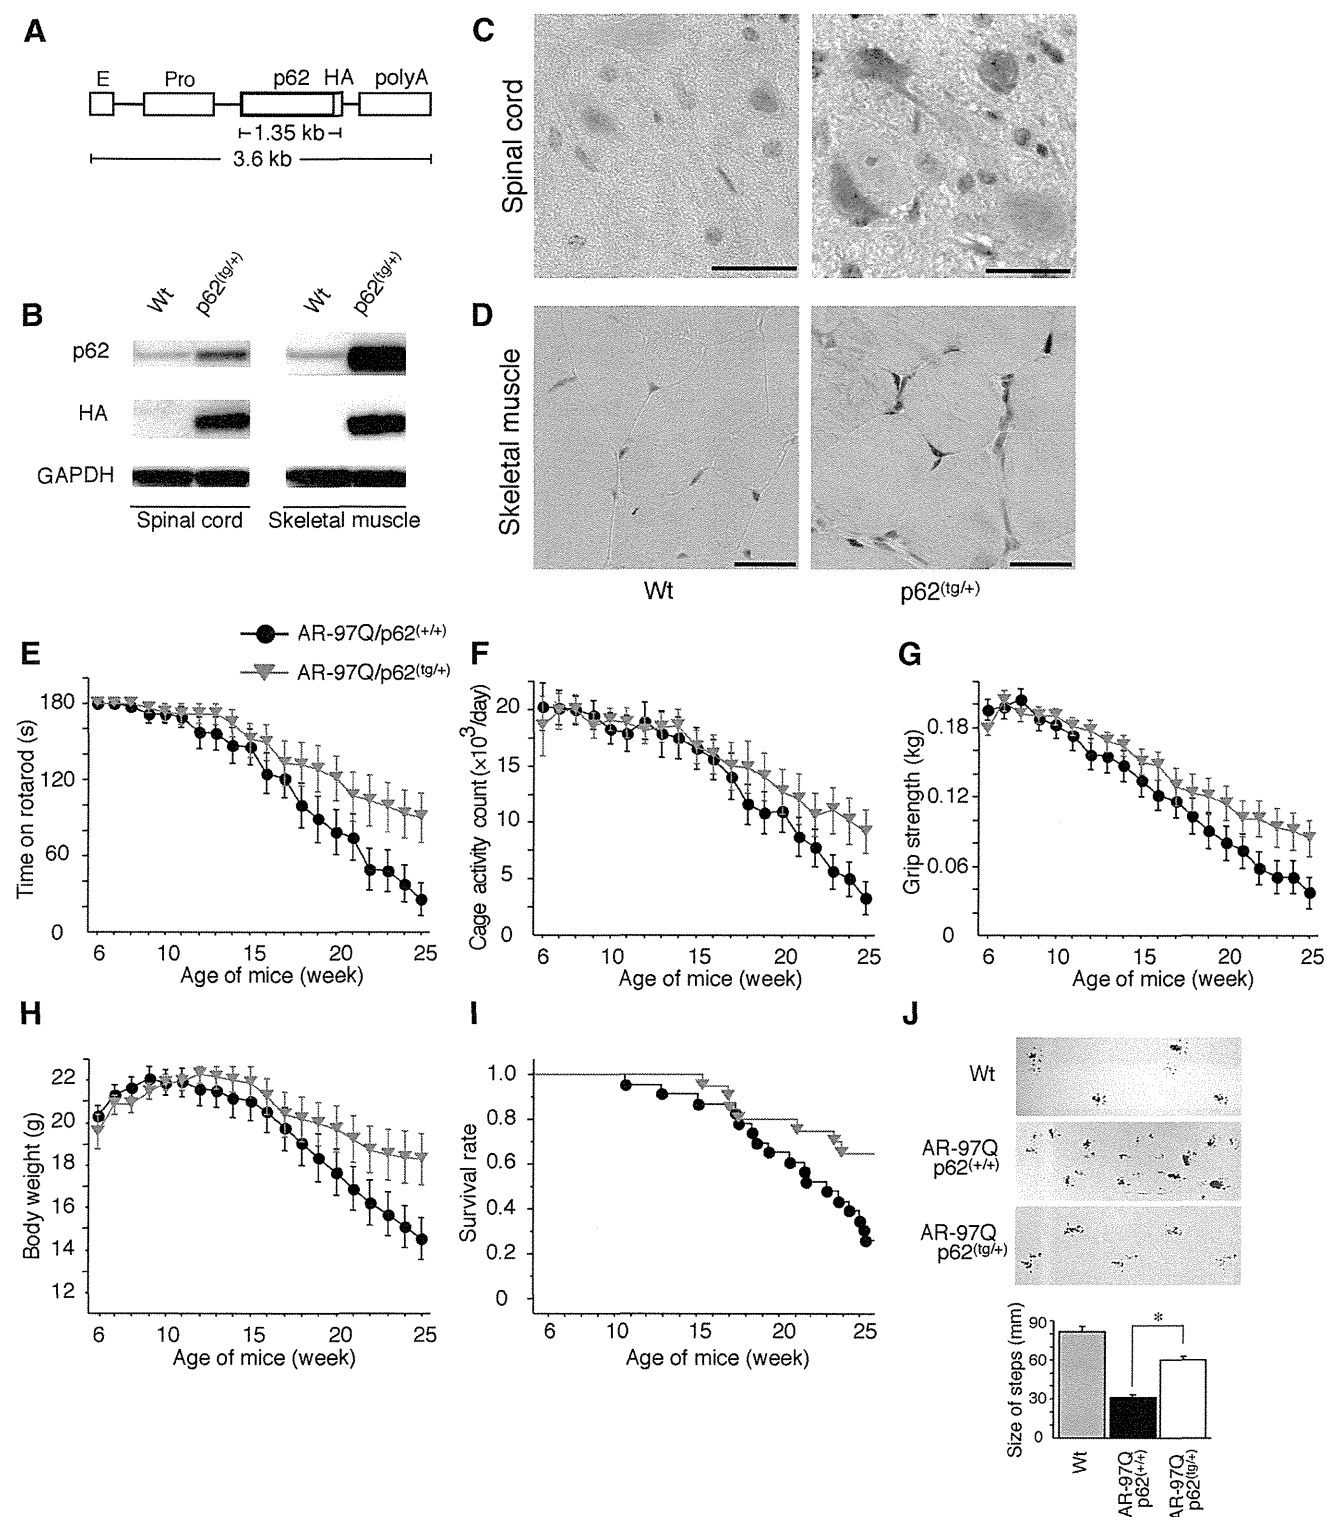 A
E Pro p62 HA polyA
1.35 kb
3.6 kb
B
Wt p62(tg/+) Wt p62(tg/+)
p62
HA
GAPDH
Spinal cord Skeletal muscle
C
Spinal cord
D
Skeletal muscle
Wt p62(tg/+)
AR-97Q/p62(+/+)
AR-97Q/p62(tg/+)
E
Time on rotarod (s)
180
120
60
0
6 10 15 20 25
Age of mice (week)
F
Cage activity count (×10³/day)
20
15
10
5
0
6 10 15 20 25
Age of mice (week)
G
Grip strength (kg)
0.18
0.12
0.06
0
6 10 15 20 25
Age of mice (week)
H
Body weight (g)
22
20
18
16
14
12
6 10 15 20 25
Age of mice (week)
I
Survival rate
1.0
0.8
0.6
0.4
0.2
0
6 10 15 20 25
Age of mice (week)
J
Wt
AR-97Q
p62(+/+)
AR-97Q
p62(tg/+)
Size of steps (mm)
90
60
30
0
*
Wt
AR-97Q
p62(+/+)
AR-97Q
p62(tg/+)